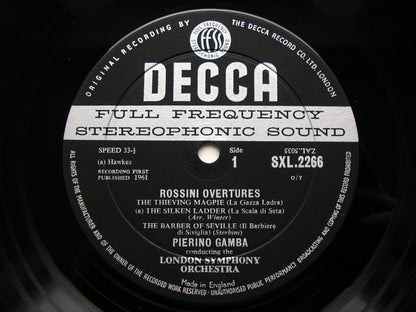 ORIGINAL RECORDING BY
THE DECCA RECORD CO. LTD. LONDON
FULL FREQUENCY RANGE
ffss
DECCA
FULL FREQUENCY
STEREOPHONIC SOUND
SPEED 33⅓
Side
1
ZAL.5035
SXL.2266
(a) Hawkes
O/T
RECORDING FIRST
PUBLISHED 1961
ROSSINI OVERTURES
THE THIEVING MAGPIE (La Gazza Ladra)
(a) THE SILKEN LADDER (La Scala di Seta)
(Arr. Winter)
THE BARBER OF SEVILLE (Il Barbiere
di Siviglia) (Sterbini)
PIERINO GAMBA
conducting the
LONDON SYMPHONY
ORCHESTRA
Made in England
ALL RIGHTS OF THE MANUFACTURER AND OF THE OWNER OF THE RECORDED WORK RESERVED · UNAUTHORISED PUBLIC PERFORMANCE BROADCASTING AND COPYING OF THIS RECORD PROHIBITED